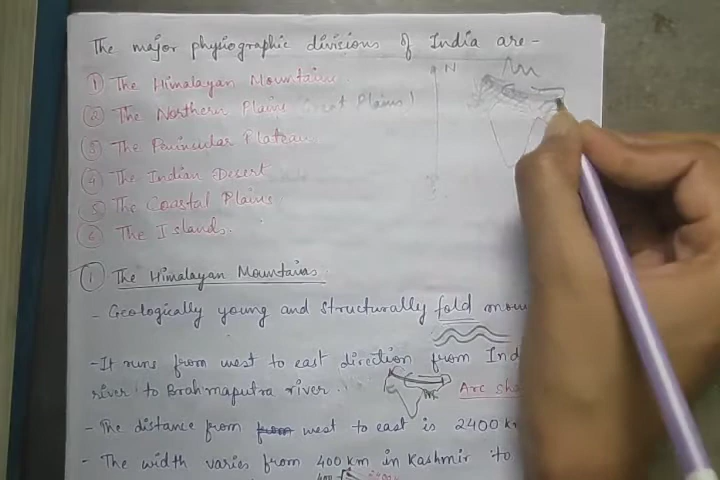 The major physiographic divisions of India are -
① The Himalayan Mountains
② The Northern Plains Plains)
③ The Peninsular Plateau
④ The Indian Desert
⑤ The Coastal Plains
⑥ The Islands.
N
① The Himalayan Mountains.
- Geologically young and structurally fold
- It runs from west to east direction from
river to Brahmaputra river.
Arc
- The distance from west to east is 2400
- The width varies from 400 km in Kashmir to